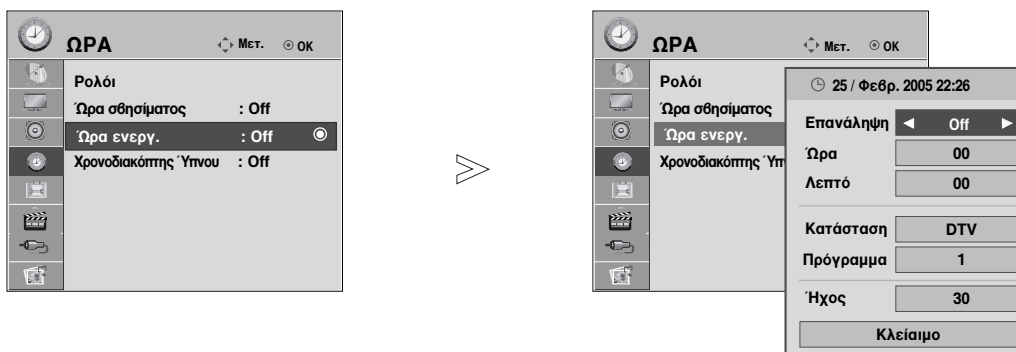 ΩΡΑ Μετ. OK
Ρολόι
Ώρα σβησίματος : Off
Ώρα ενεργ. : Off
Χρονοδιακόπτης Ύπνου : Off
ΩΡΑ Μετ. OK
Ρολόι
Ώρα σβησίματος
Ώρα ενεργ.
Χρονοδιακόπτης Ύπν
25 / Φεβρ. 2005 22:26
Επανάληψη Off
Ώρα 00
Λεπτό 00
Κατάσταση DTV
Πρόγραμμα 1
Ήχος 30
Κλείαιμο